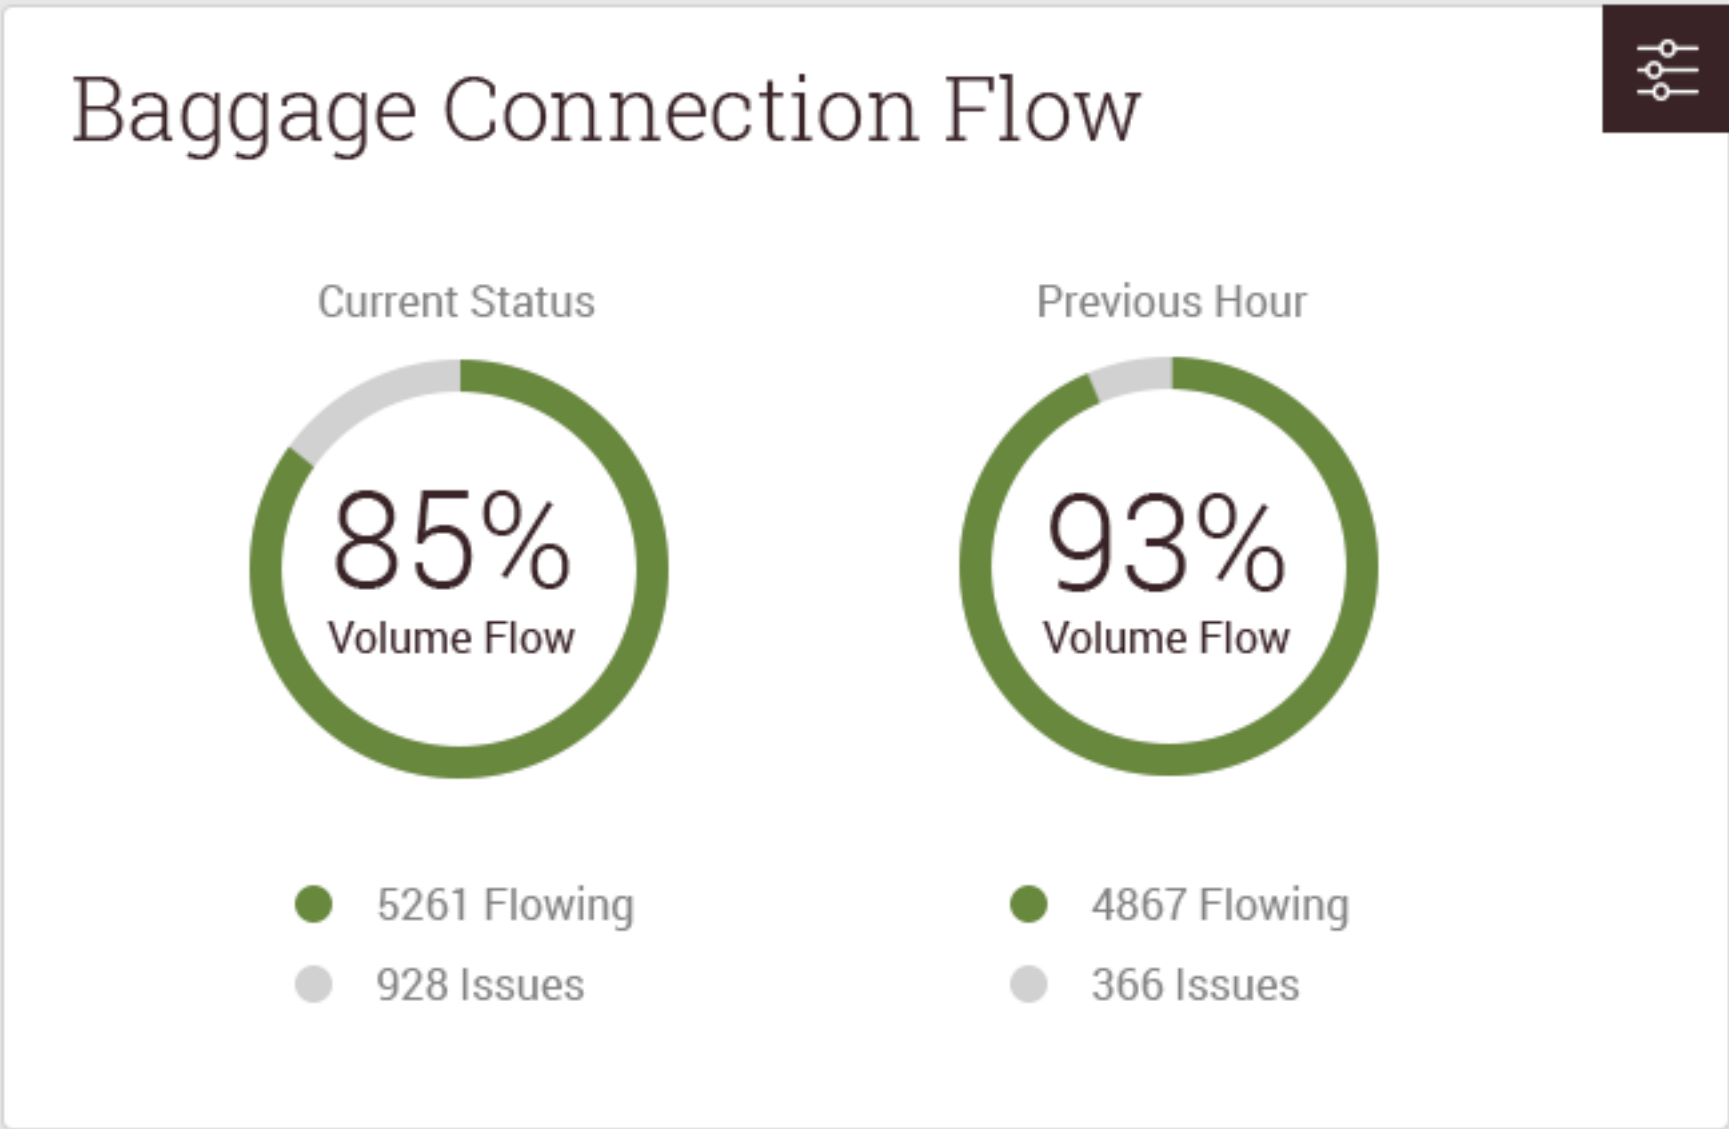 Baggage Connection Flow
Current Status
85%
Volume Flow
5261 Flowing
928 Issues
Previous Hour
93%
Volume Flow
4867 Flowing
366 Issues